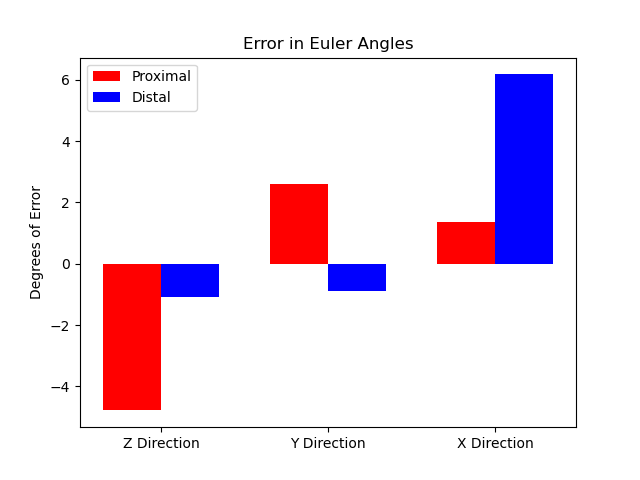 Error in Euler Angles
Proximal
Distal
Degrees of Error
6
4
2
0
−2
−4
Z Direction
Y Direction
X Direction